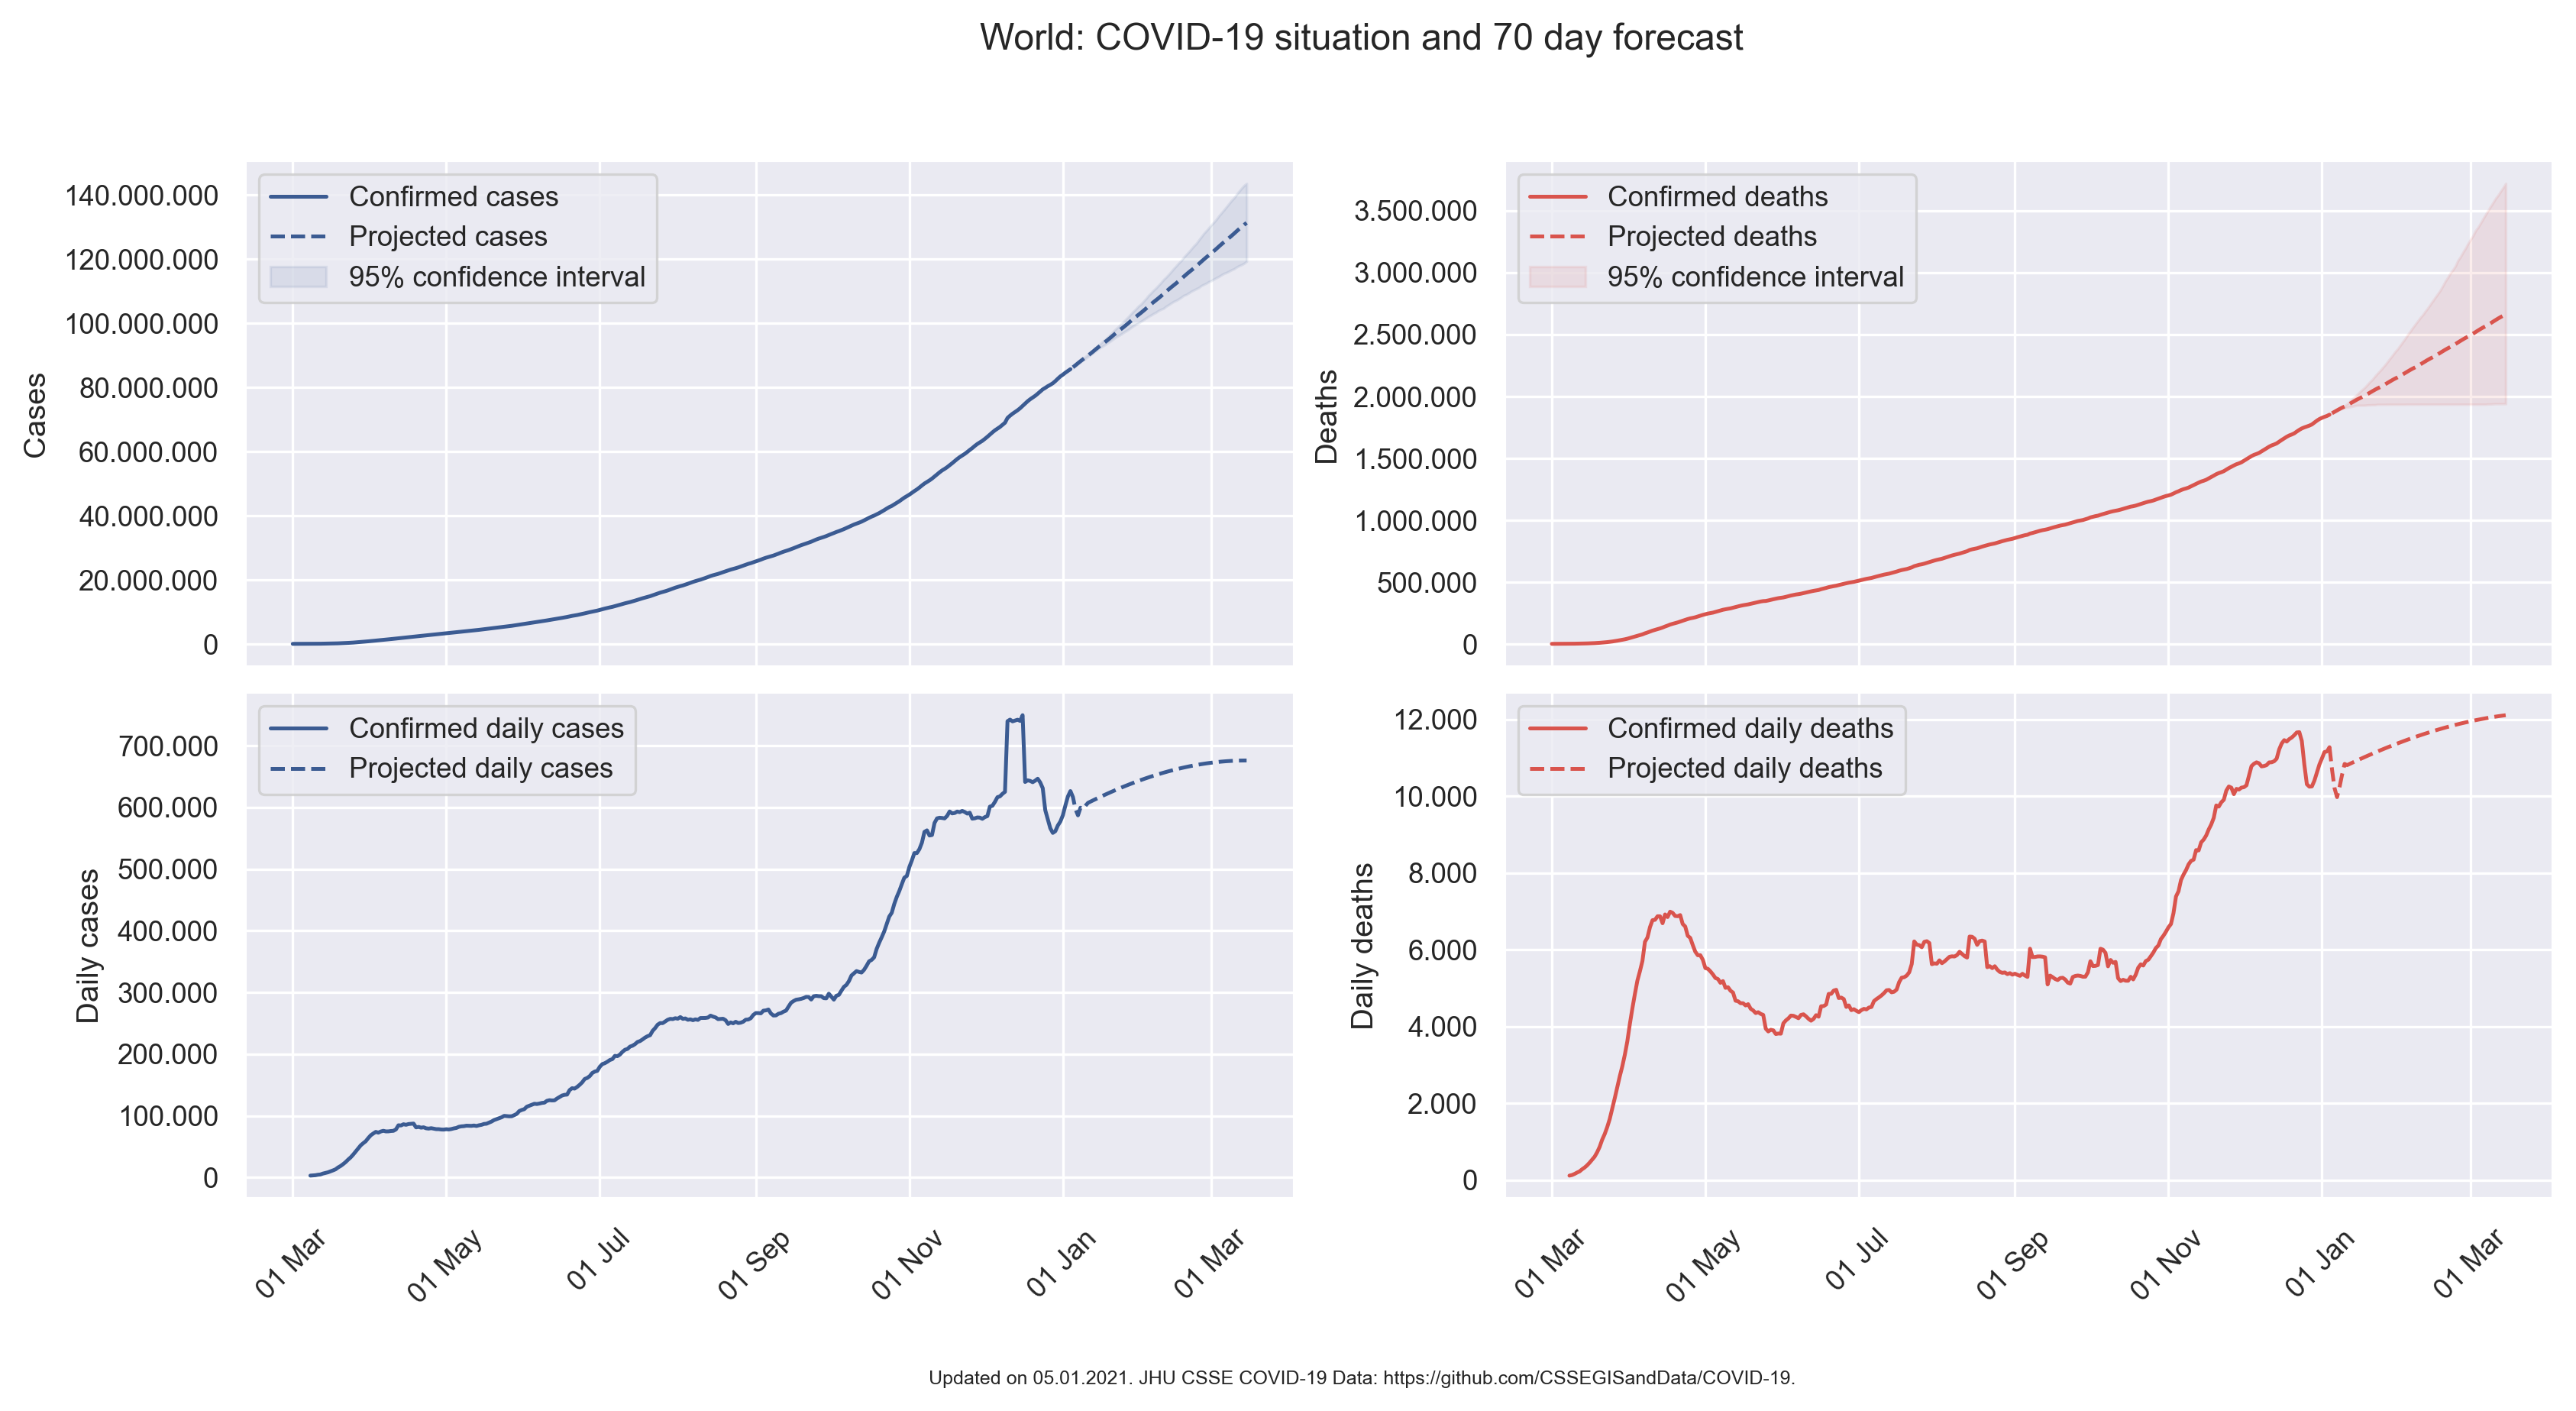 World: COVID-19 situation and 70 day forecast
Cases
140.000.000
120.000.000
100.000.000
80.000.000
60.000.000
40.000.000
20.000.000
0
Confirmed cases
Projected cases
95% confidence interval
Deaths
3.500.000
3.000.000
2.500.000
2.000.000
1.500.000
1.000.000
500.000
0
Confirmed deaths
Projected deaths
95% confidence interval
Daily cases
700.000
600.000
500.000
400.000
300.000
200.000
100.000
0
Confirmed daily cases
Projected daily cases
01 Mar
01 May
01 Jul
01 Sep
01 Nov
01 Jan
01 Mar
Daily deaths
12.000
10.000
8.000
6.000
4.000
2.000
0
Confirmed daily deaths
Projected daily deaths
01 Mar
01 May
01 Jul
01 Sep
01 Nov
01 Jan
01 Mar
Updated on 05.01.2021. JHU CSSE COVID-19 Data: https://github.com/CSSEGISandData/COVID-19.